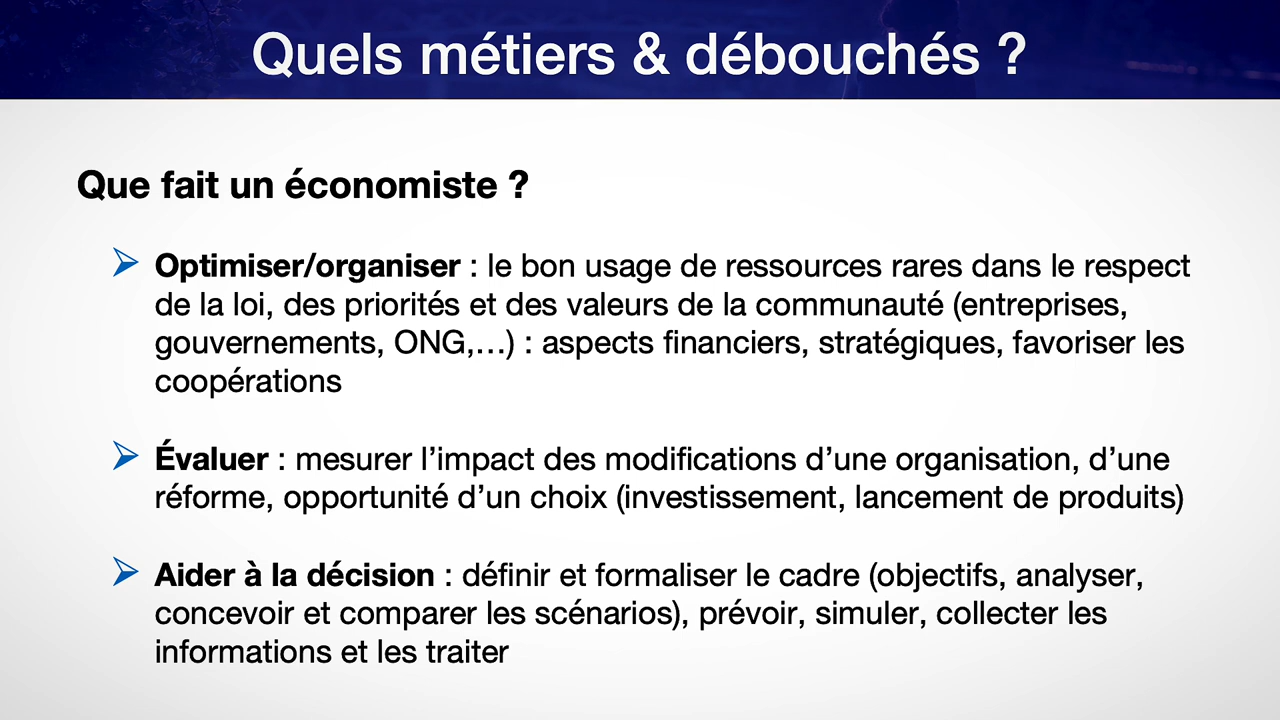 Quels métiers & débouchés ?
Que fait un économiste ?
Optimiser/organiser : le bon usage de ressources rares dans le respect
de la loi, des priorités et des valeurs de la communauté (entreprises,
gouvernements, ONG,…) : aspects financiers, stratégiques, favoriser les
coopérations
Évaluer : mesurer l’impact des modifications d’une organisation, d’une
réforme, opportunité d’un choix (investissement, lancement de produits)
Aider à la décision : définir et formaliser le cadre (objectifs, analyser,
concevoir et comparer les scénarios), prévoir, simuler, collecter les
informations et les traiter